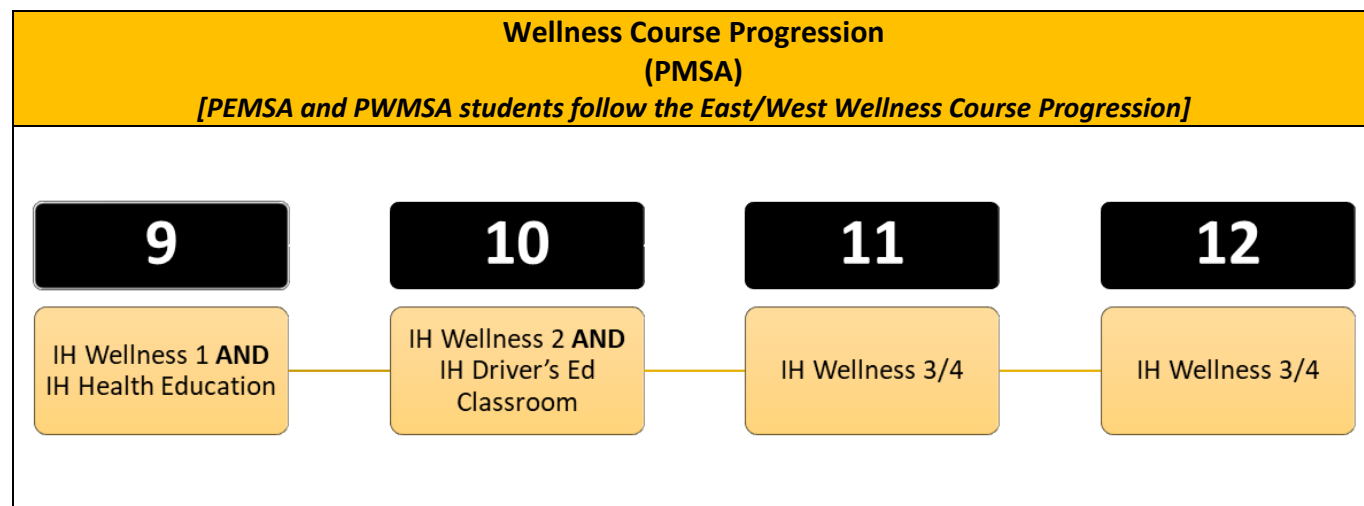 Wellness Course Progression
(PMSA)
[PEMSA and PWMSA students follow the East/West Wellness Course Progression]
9
10
11
12
IH Wellness 1 AND
IH Health Education
IH Wellness 2 AND
IH Driver’s Ed
Classroom
IH Wellness 3/4
IH Wellness 3/4